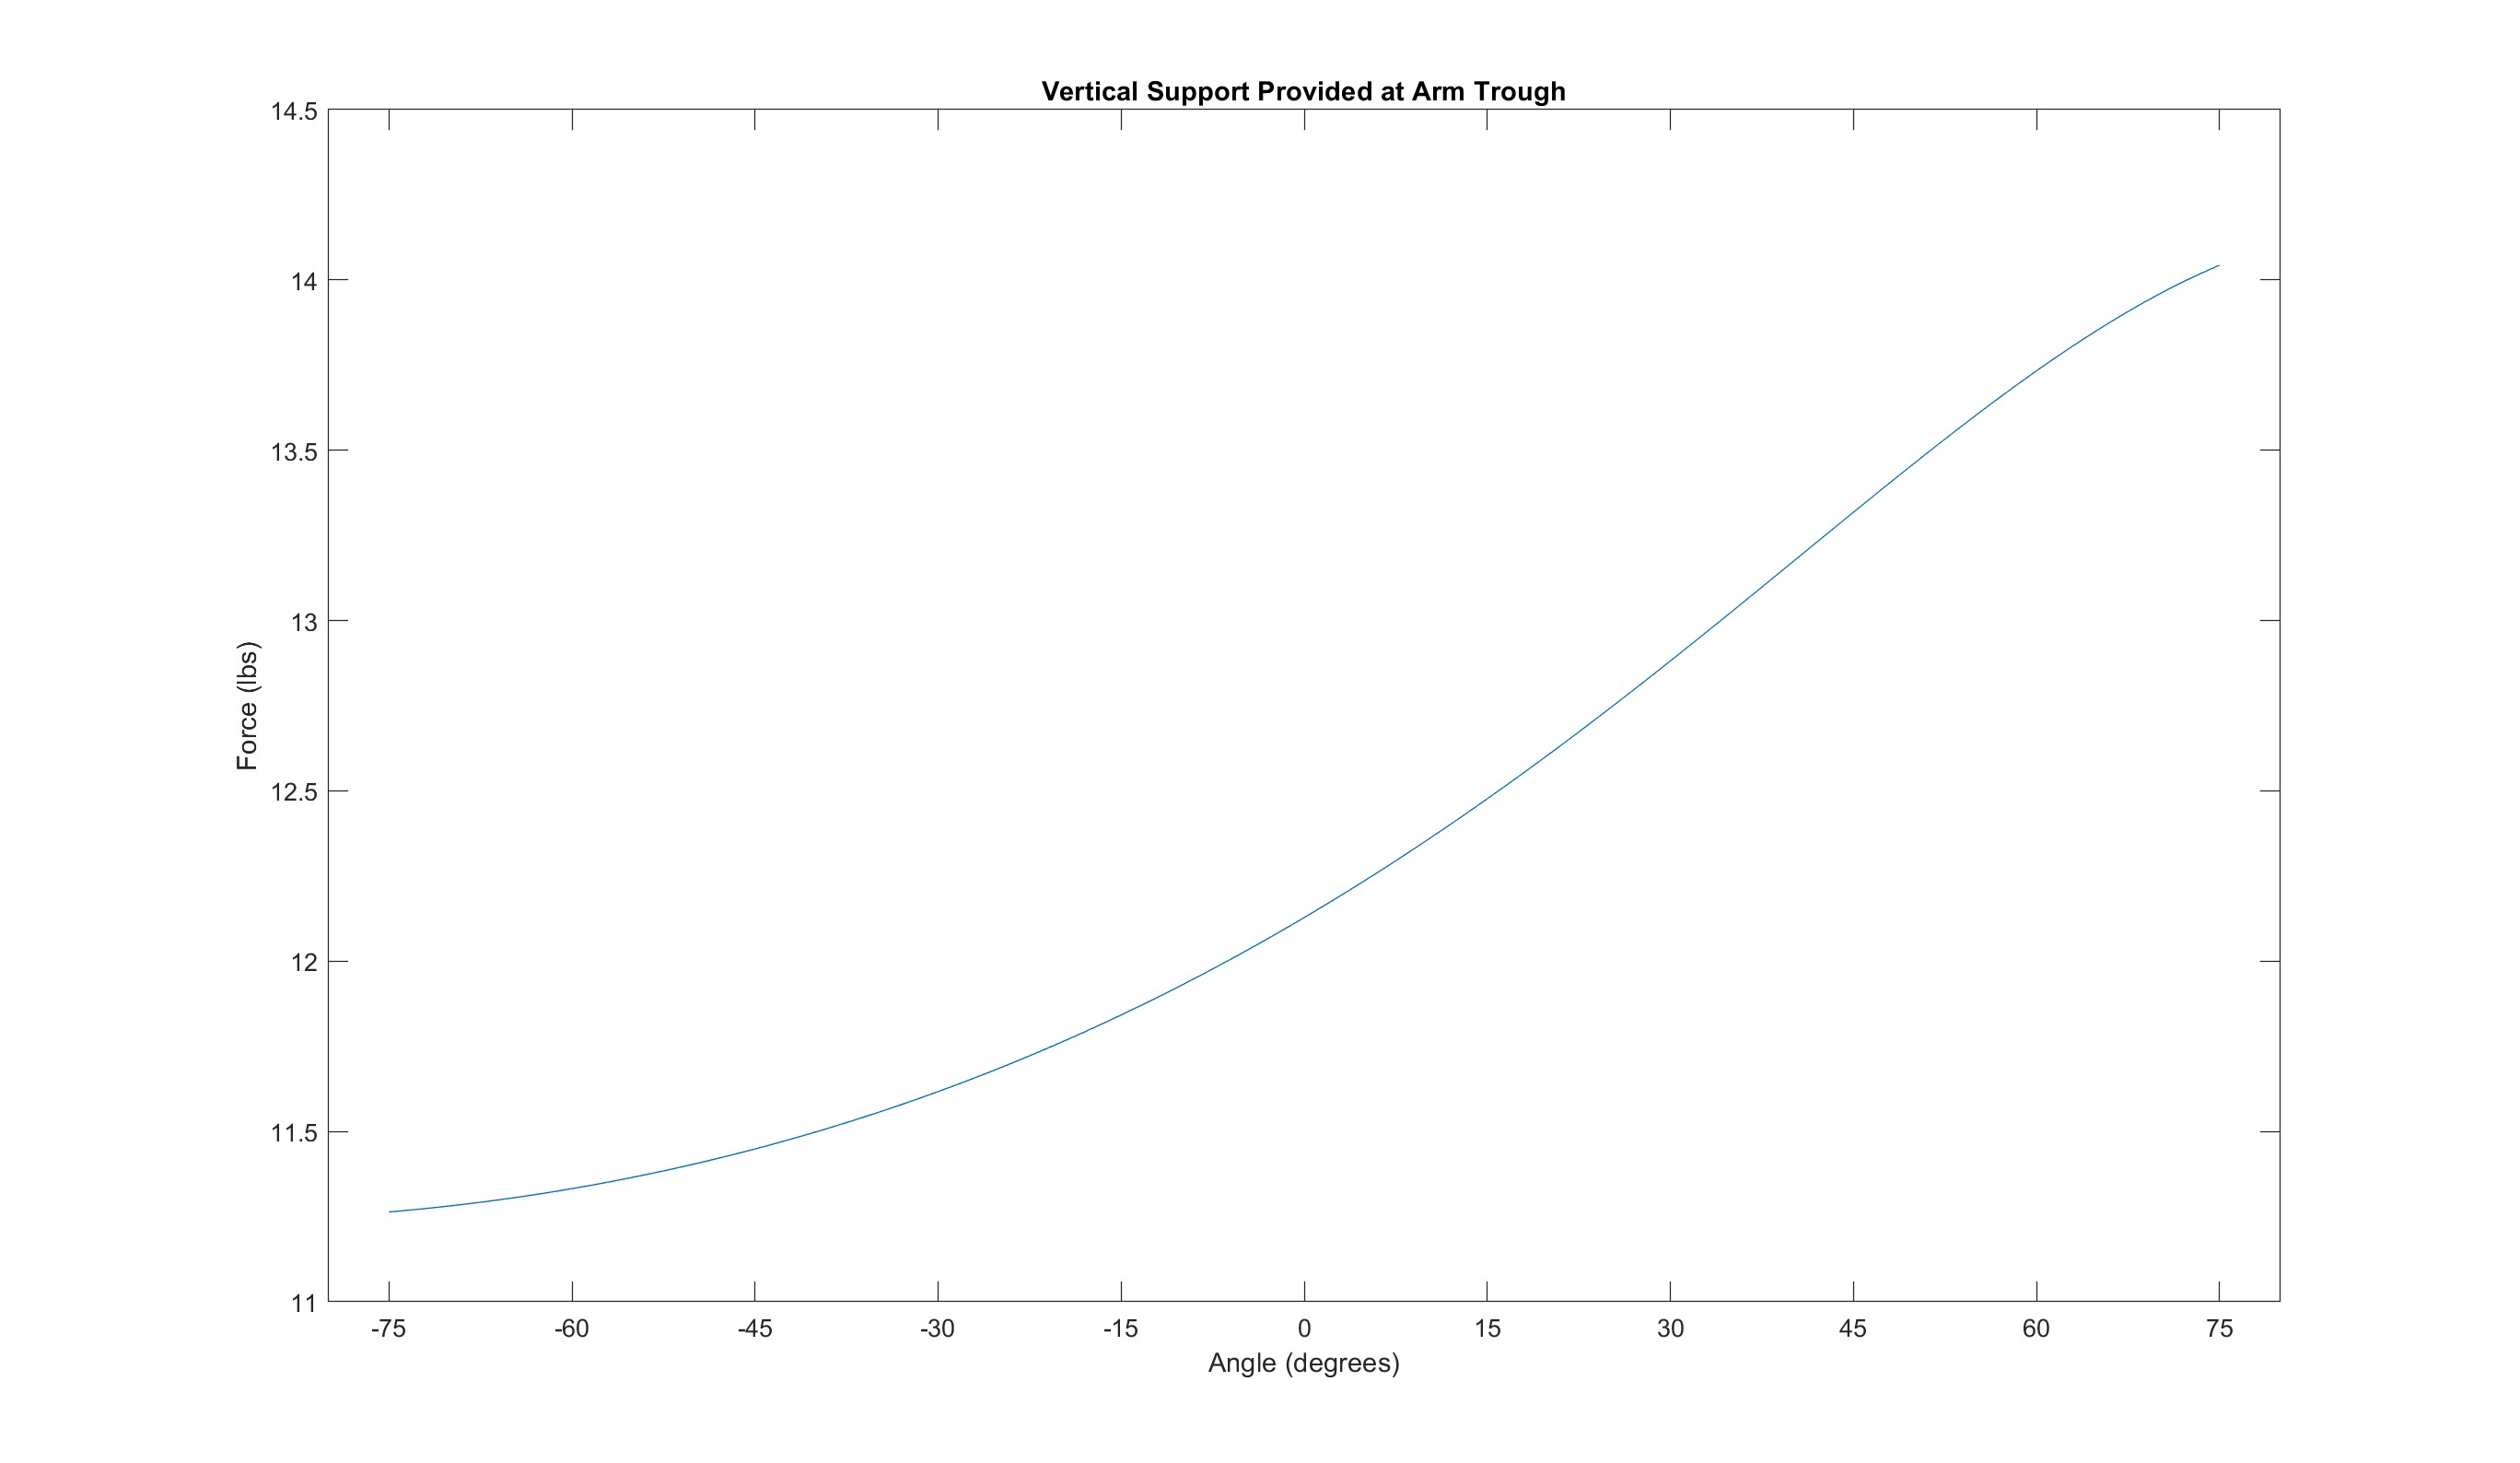 Vertical Support Provided at Arm Trough
14.5
14
13.5
13
12.5
12
11.5
11
Force (lbs)
-75 -60 -45 -30 -15 0 15 30 45 60 75
Angle (degrees)